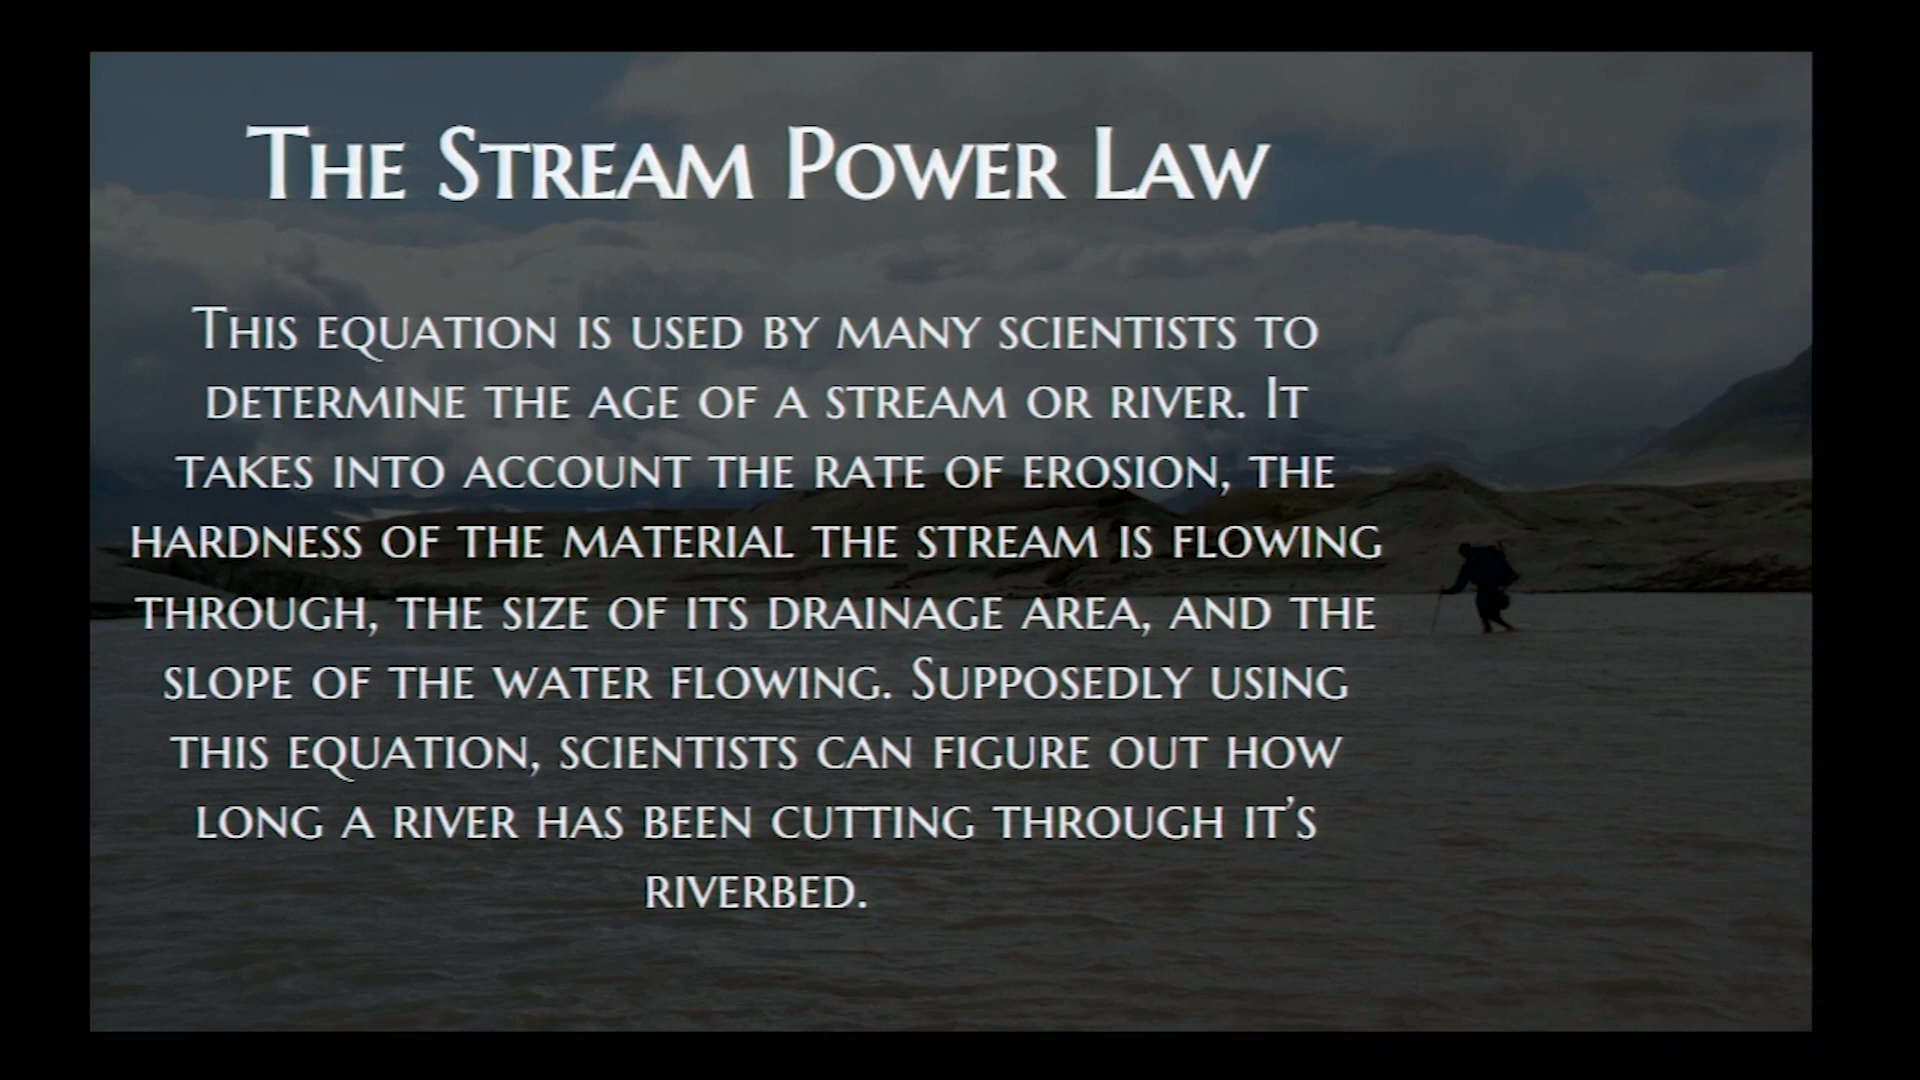 The Stream Power Law
This equation is used by many scientists to
determine the age of a stream or river. It
takes into account the rate of erosion, the
hardness of the material the stream is flowing
through, the size of its drainage area, and the
slope of the water flowing. Supposedly using
this equation, scientists can figure out how
long a river has been cutting through it's
riverbed.